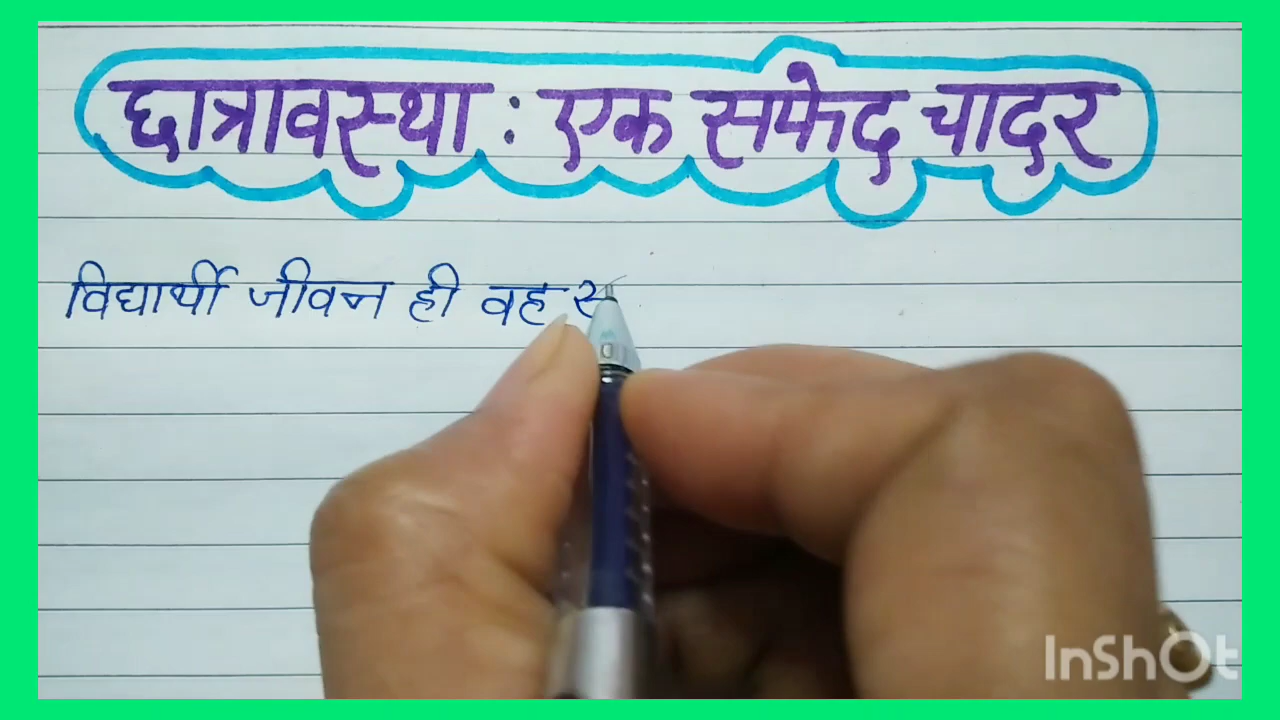 छात्रावस्था : एक सफेद चादर
विद्यार्थी जीवन ही वह
InShOt